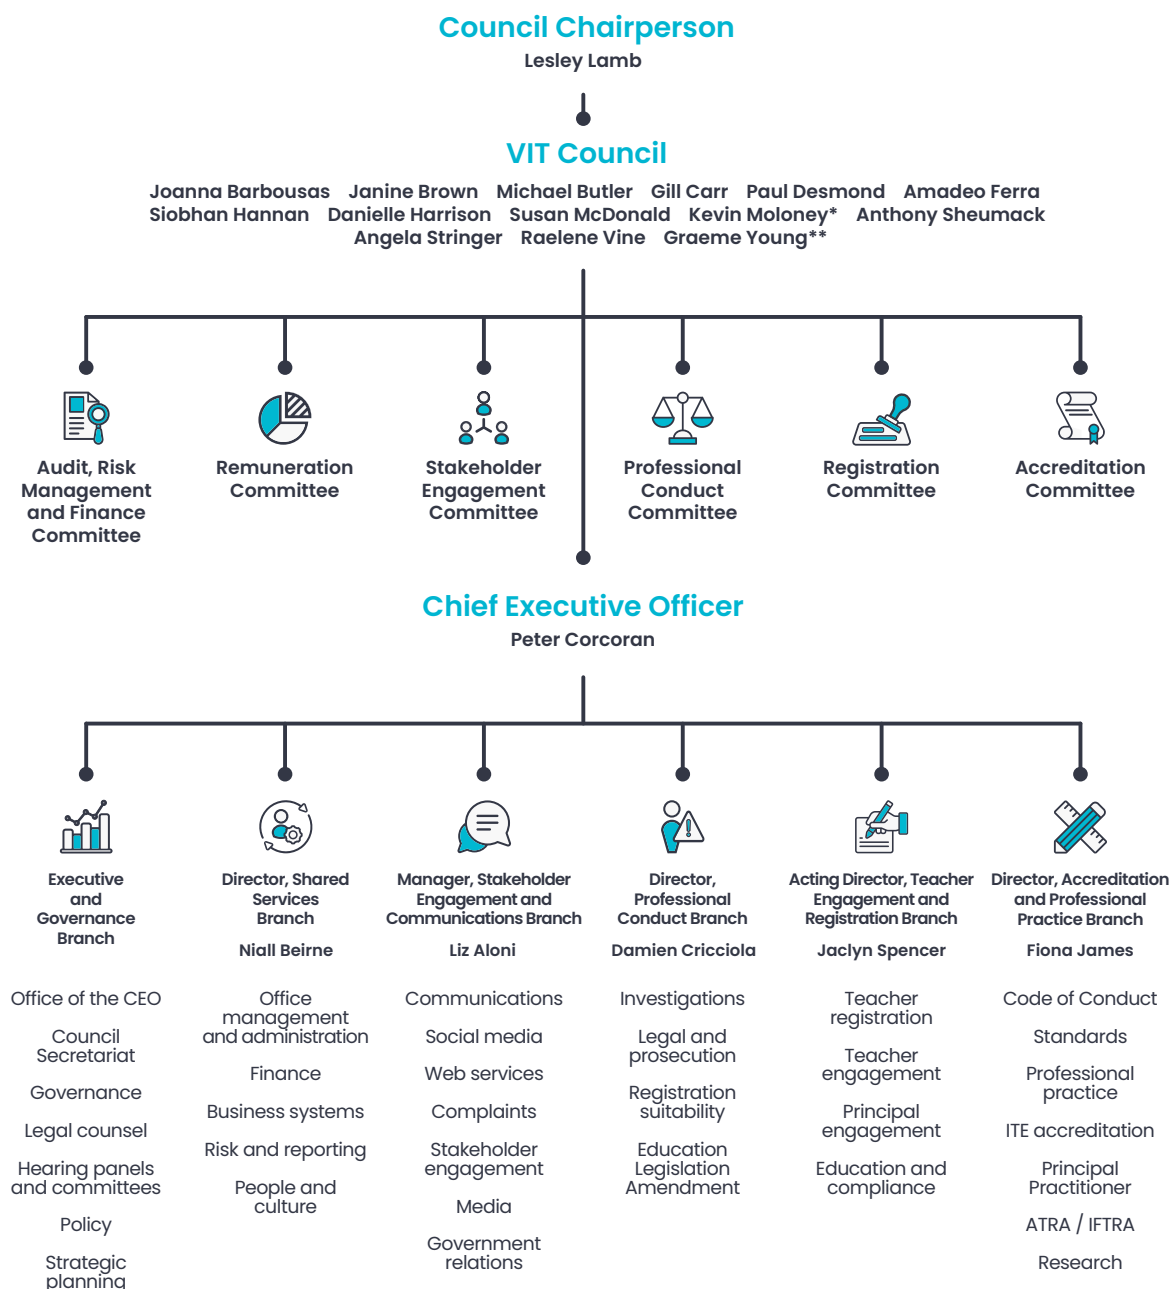 Council Chairperson
Lesley Lamb
VIT Council
Joanna Barbousas Janine Brown Michael Butler Gill Carr Paul Desmond Amadeo Ferra
Siobhan Hannan Danielle Harrison Susan McDonald Kevin Moloney* Anthony Sheumack
Angela Stringer Raelene Vine Graeme Young**
Audit, Risk
Management
and Finance
Committee
Remuneration
Committee
Stakeholder
Engagement
Committee
Professional
Conduct
Committee
Registration
Committee
Accreditation
Committee
Chief Executive Officer
Peter Corcoran
Executive
and
Governance
Branch
Office of the CEO
Council
Secretariat
Governance
Legal counsel
Hearing panels
and committees
Policy
Strategic
planning
Director, Shared
Services
Branch
Niall Beirne
Office
management
and administration
Finance
Business systems
Risk and reporting
People and
culture
Manager, Stakeholder
Engagement and
Communications Branch
Liz Aloni
Communications
Social media
Web services
Complaints
Stakeholder
engagement
Media
Government
relations
Director,
Professional
Conduct Branch
Damien Cricciola
Investigations
Legal and
prosecution
Registration
suitability
Education
Legislation
Amendment
Acting Director, Teacher
Engagement and
Registration Branch
Jaclyn Spencer
Teacher
registration
Teacher
engagement
Principal
engagement
Education and
compliance
Director, Accreditation
and Professional
Practice Branch
Fiona James
Code of Conduct
Standards
Professional
practice
ITE accreditation
Principal
Practitioner
ATRA / IFTRA
Research